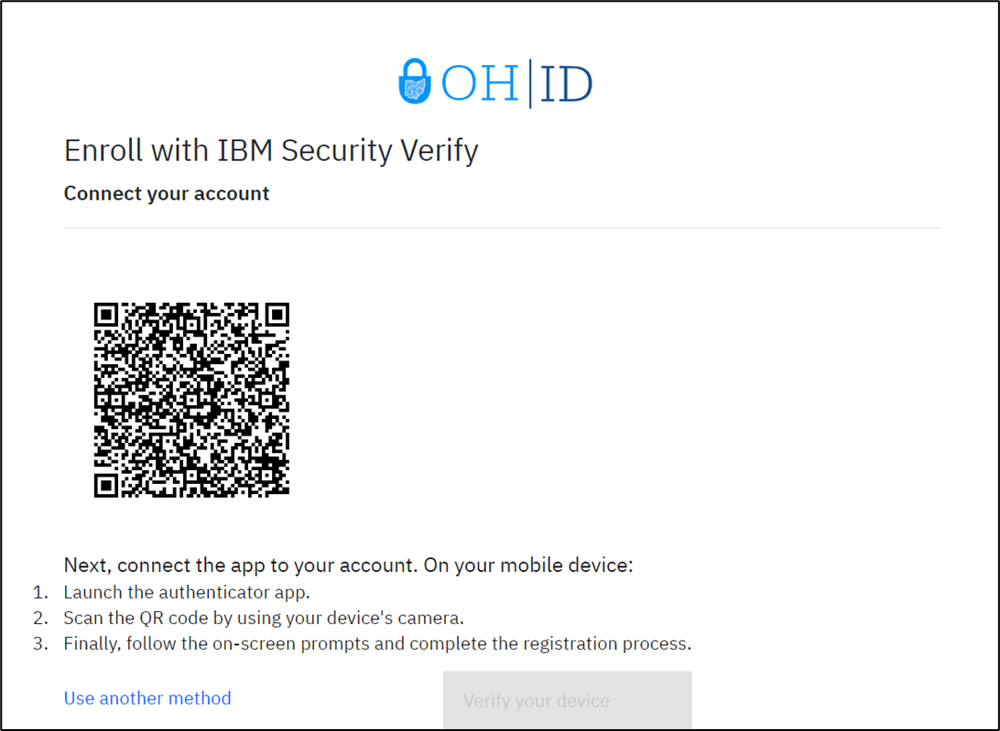 OH|ID
Enroll with IBM Security Verify
Connect your account
Next, connect the app to your account. On your mobile device:
1. Launch the authenticator app.
2. Scan the QR code by using your device's camera.
3. Finally, follow the on-screen prompts and complete the registration process.
Use another method
Verify your device